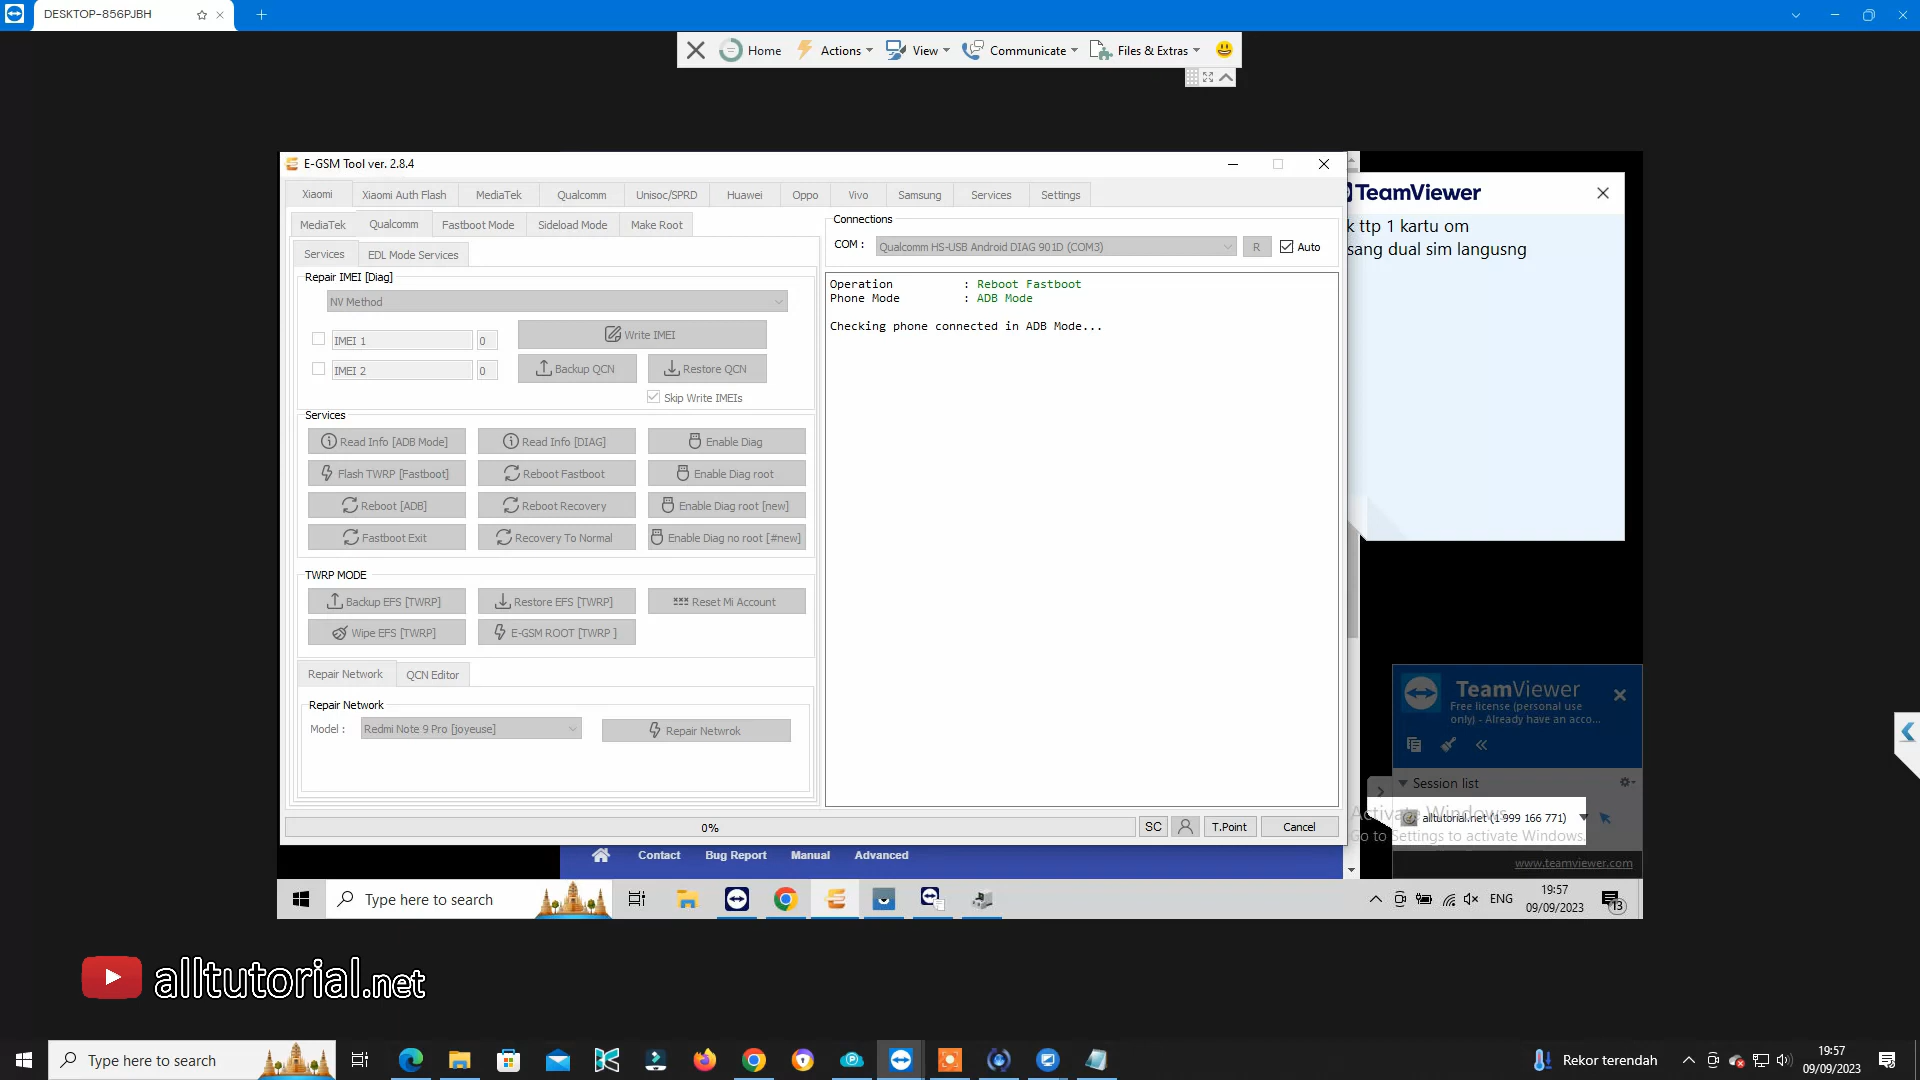 DESKTOP-856PJBH
Home
Actions
View
Communicate
Files & Extras
E-GSM Tool ver. 2.8.4
Xiaomi
Xiaomi Auth Flash
MediaTek
Qualcomm
Unisoc/SPRD
Huawei
Oppo
Vivo
Samsung
Services
Settings
MediaTek
Qualcomm
Fastboot Mode
Sideload Mode
Make Root
Services
EDL Mode Services
Repair IMEI [Diag]
NV Method
IMEI 1
0
Write IMEI
IMEI 2
0
Backup QCN
Restore QCN
Skip Write IMEIs
Services
Read Info [ADB Mode]
Read Info [DIAG]
Enable Diag
Flash TWRP [Fastboot]
Reboot Fastboot
Enable Diag root
Reboot [ADB]
Reboot Recovery
Enable Diag root [new]
Fastboot Exit
Recovery To Normal
Enable Diag no root [#new]
TWRP MODE
Backup EFS [TWRP]
Restore EFS [TWRP]
Reset Mi Account
Wipe EFS [TWRP]
E-GSM ROOT [TWRP ]
Repair Network
QCN Editor
Repair Network
Model :
Redmi Note 9 Pro [joyeuse]
Repair Netwrok
Connections
COM :
Qualcomm HS-USB Android DIAG 901D (COM3)
R
Auto
Operation : Reboot Fastboot
Phone Mode : ADB Mode
Checking phone connected in ADB Mode...
0%
SC
T.Point
Cancel
TeamViewer
k ttp 1 kartu om
sang dual sim langusng
TeamViewer
Free license (personal use
only) - Already have an acco...
Session list
Activate Windows
alltutorial.net (1 999 166 771)
Go to Settings to activate Windows.
www.teamviewer.com
Contact
Bug Report
Manual
Advanced
Type here to search
ENG
19:57
09/09/2023
13
alltutorial.net
Type here to search
Rekor terendah
19:57
09/09/2023